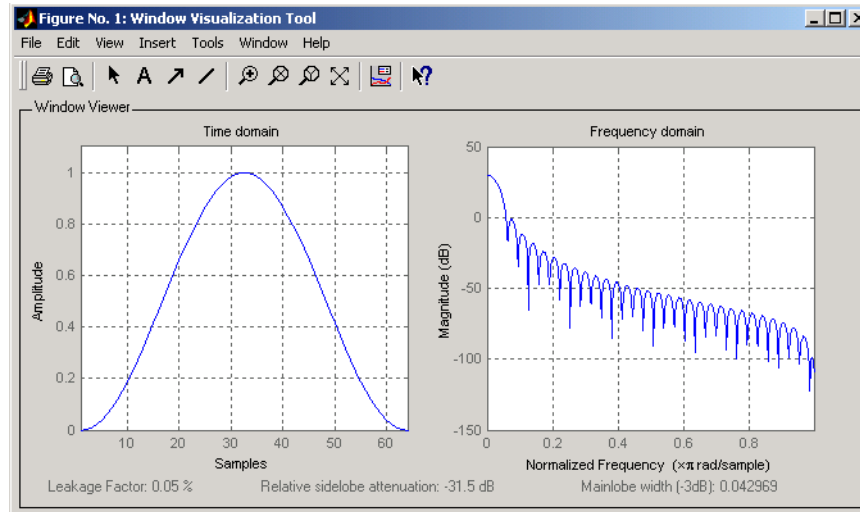 Figure No. 1: Window Visualization Tool
File Edit View Insert Tools Window Help
A
Window Viewer
Time domain
1
0.8
0.6
0.4
0.2
0
Amplitude
10 20 30 40 50 60
Samples
Frequency domain
50
0
-50
-100
-150
Magnitude (dB)
0 0.2 0.4 0.6 0.8
Normalized Frequency (×π rad/sample)
Leakage Factor: 0.05 % Relative sidelobe attenuation: -31.5 dB Mainlobe width (-3dB): 0.042969